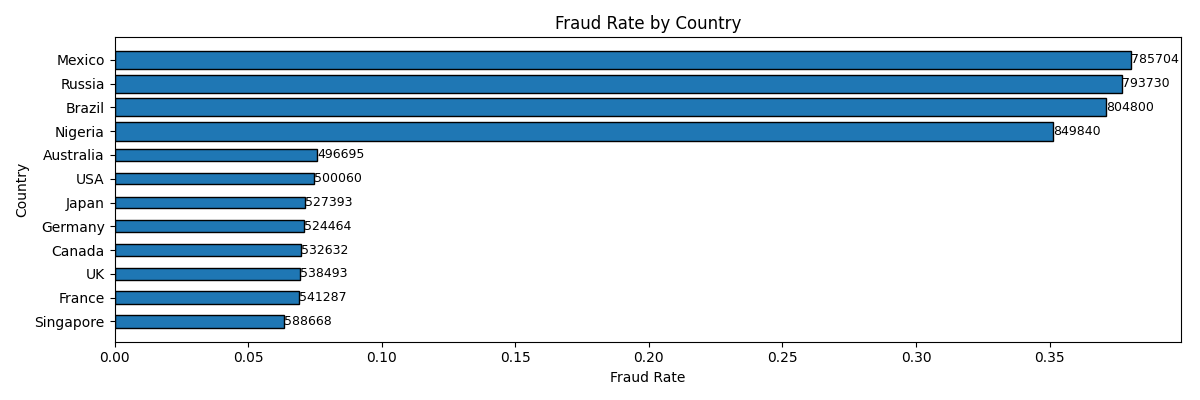 Fraud Rate by Country
Country
Mexico 785704
Russia 793730
Brazil 804800
Nigeria 849840
Australia 496695
USA 500060
Japan 527393
Germany 524464
Canada 532632
UK 538493
France 541287
Singapore 588668
0.00 0.05 0.10 0.15 0.20 0.25 0.30 0.35
Fraud Rate